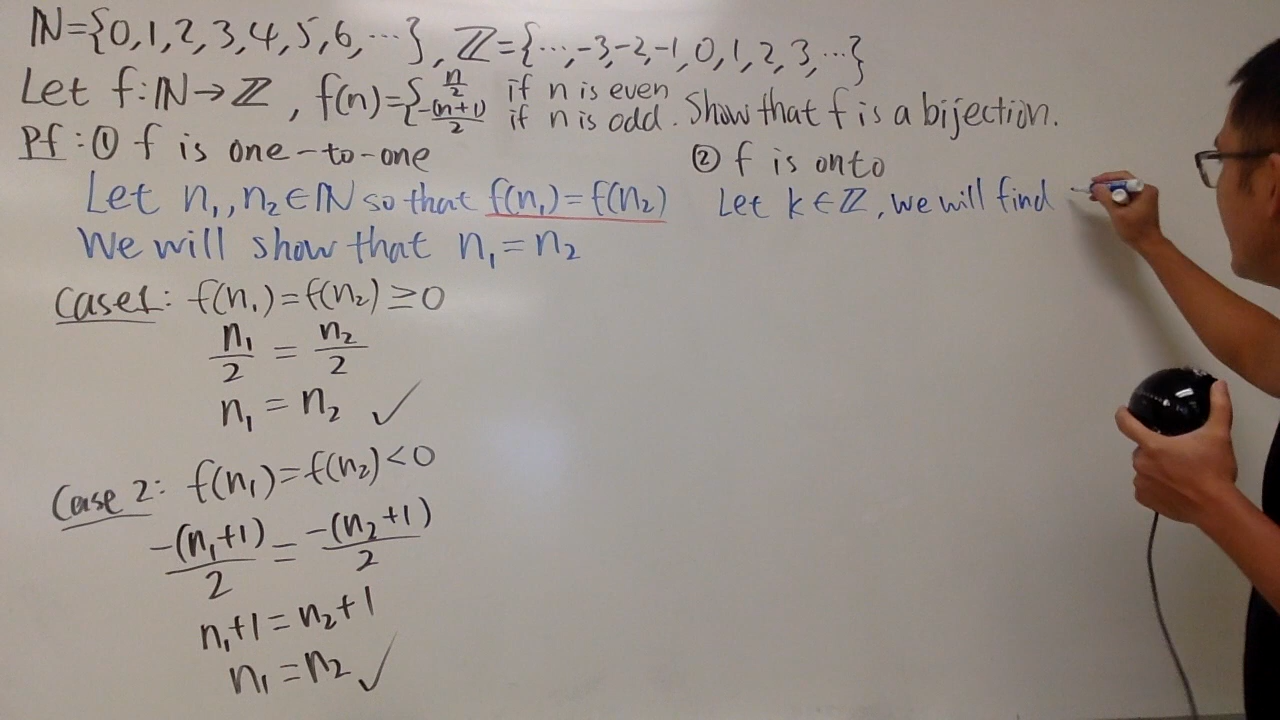 ℕ={0,1,2,3,4,5,6,⋯}, ℤ={⋯,-3,-2,-1,0,1,2,3,⋯}
Let f:ℕ→ℤ, f(n)={ n/2 if n is even
-(n+1)/2 if n is odd. Show that f is a bijection.
Pf: ① f is one-to-one
Let n₁, n₂ ∈ ℕ so that f(n₁)=f(n₂)
We will show that n₁=n₂
Case1: f(n₁)=f(n₂)≥0
n₁/2 = n₂/2
n₁ = n₂ ✓
Case 2: f(n₁)=f(n₂)<0
-(n₁+1)/2 = -(n₂+1)/2
n₁+1=n₂+1
n₁=n₂ ✓
② f is onto
Let k∈ℤ, we will find